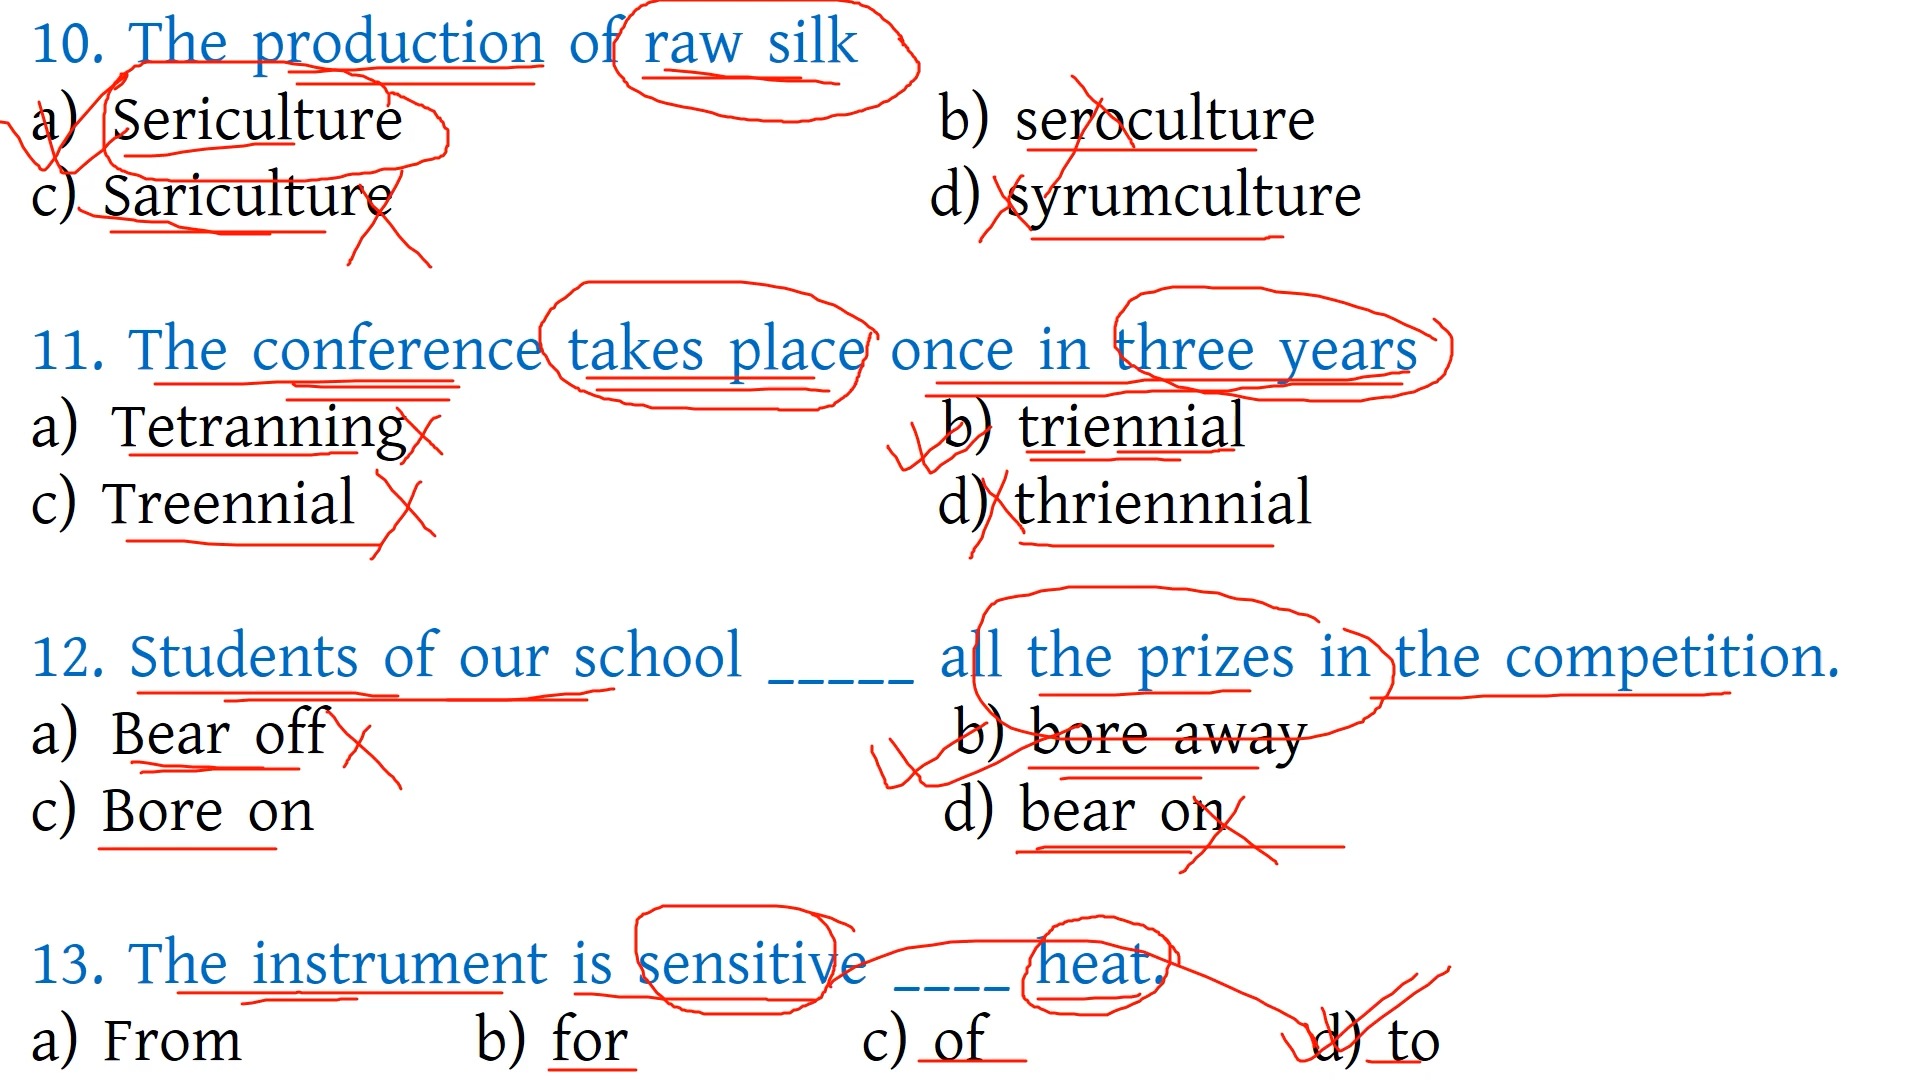 10. The production of raw silk
a) Sericulture b) seroculture
c) Sariculture d) syrumculture
11. The conference takes place once in three years
a) Tetranning b) triennial
c) Treennial d) thriennnial
12. Students of our school _____ all the prizes in the competition.
a) Bear off b) bore away
c) Bore on d) bear on
13. The instrument is sensitive ____ heat.
a) From b) for c) of d) to